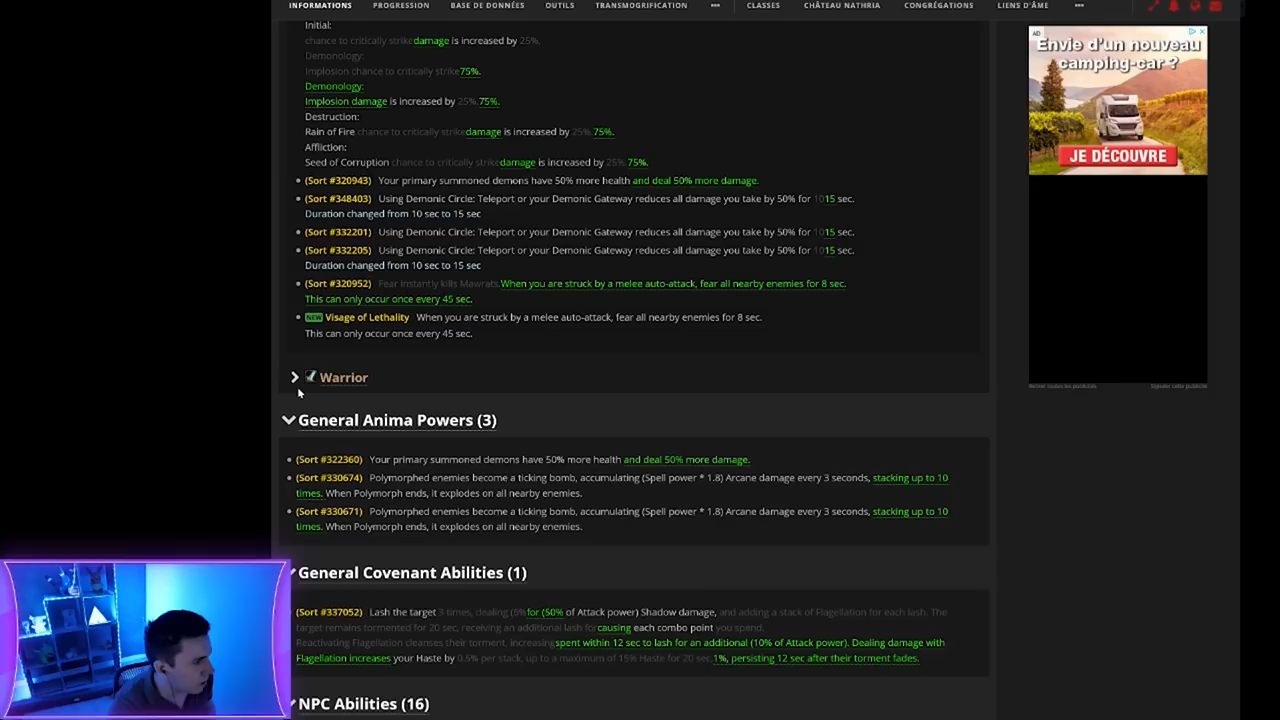 INFORMATIONS PROGRESSION BASE DE DONNÉES OUTILS TRANSMOGRIFICATION ••• CLASSES CHÂTEAU NATHRIA CONGRÉGATIONS LIENS D'ÂME •••
Initial:
chance to critically strikedamage is increased by 25%.
Demonology:
Implosion chance to critically strike75%.
Demonology:
Implosion damage is increased by 25%.75%.
Destruction:
Rain of Fire chance to critically strikedamage is increased by 25%.75%.
Affliction:
Seed of Corruption chance to critically strikedamage is increased by 25%.75%.
(Sort #320943) Your primary summoned demons have 50% more health and deal 50% more damage.
(Sort #348403) Using Demonic Circle: Teleport or your Demonic Gateway reduces all damage you take by 50% for 1015 sec.
Duration changed from 10 sec to 15 sec
(Sort #332201) Using Demonic Circle: Teleport or your Demonic Gateway reduces all damage you take by 50% for 1015 sec.
(Sort #332205) Using Demonic Circle: Teleport or your Demonic Gateway reduces all damage you take by 50% for 1015 sec.
Duration changed from 10 sec to 15 sec
(Sort #320952) Fear instantly kills Mawrats.When you are struck by a melee auto-attack, fear all nearby enemies for 8 sec.
This can only occur once every 45 sec.
NEW Visage of Lethality When you are struck by a melee auto-attack, fear all nearby enemies for 8 sec.
This can only occur once every 45 sec.
Warrior
General Anima Powers (3)
(Sort #322360) Your primary summoned demons have 50% more health and deal 50% more damage.
(Sort #330674) Polymorphed enemies become a ticking bomb, accumulating (Spell power * 1.8) Arcane damage every 3 seconds, stacking up to 10
times. When Polymorph ends, it explodes on all nearby enemies.
(Sort #330671) Polymorphed enemies become a ticking bomb, accumulating (Spell power * 1.8) Arcane damage every 3 seconds, stacking up to 10
times. When Polymorph ends, it explodes on all nearby enemies.
General Covenant Abilities (1)
(Sort #337052) Lash the target 3 times, dealing (6%for (50% of Attack power) Shadow damage, and adding a stack of Flagellation for each lash. The
target remains tormented for 20 sec, receiving an additional lash forcausing each combo point you spend.
Reactivating Flagellation cleanses their torment, increasingspent within 12 sec to lash for an additional (10% of Attack power). Dealing damage with
Flagellation increases your Haste by 0.5% per stack, up to a maximum of 15% Haste for 20 sec.1%, persisting 12 sec after their torment fades.
NPC Abilities (16)
AD
Envie d'un nouveau
camping-car ?
JE DÉCOUVRE
Signaler cette publicité